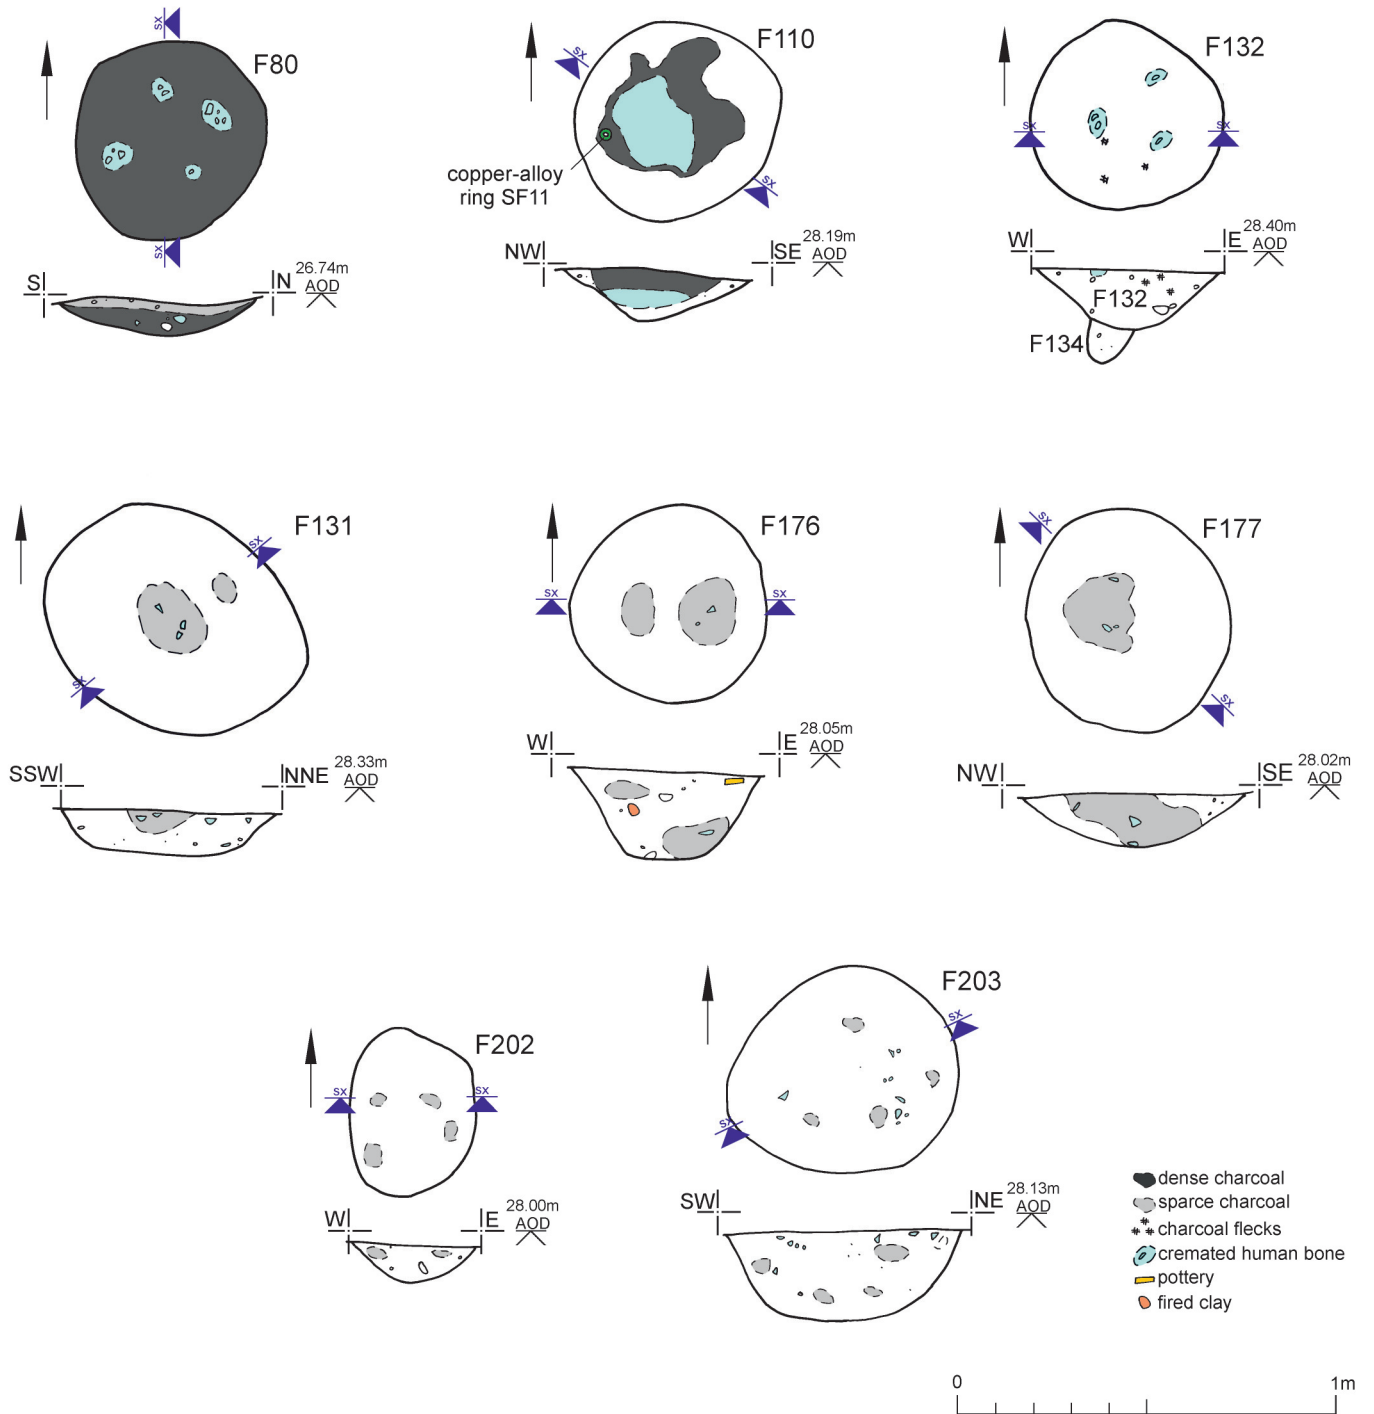 sx
F80
sx
S
N
26.74m
AOD
sx
F110
copper-alloy
ring SF11
sx
NW
SE
28.19m
AOD
F132
sx
sx
W
E
28.40m
AOD
F132
F134
F131
sx
sx
SSW
NNE
28.33m
AOD
F176
sx
sx
W
E
28.05m
AOD
sx
F177
sx
NW
SE
28.02m
AOD
F202
sx
sx
W
E
28.00m
AOD
F203
sx
sx
SW
NE
28.13m
AOD
dense charcoal
sparce charcoal
charcoal flecks
cremated human bone
pottery
fired clay
0
1m